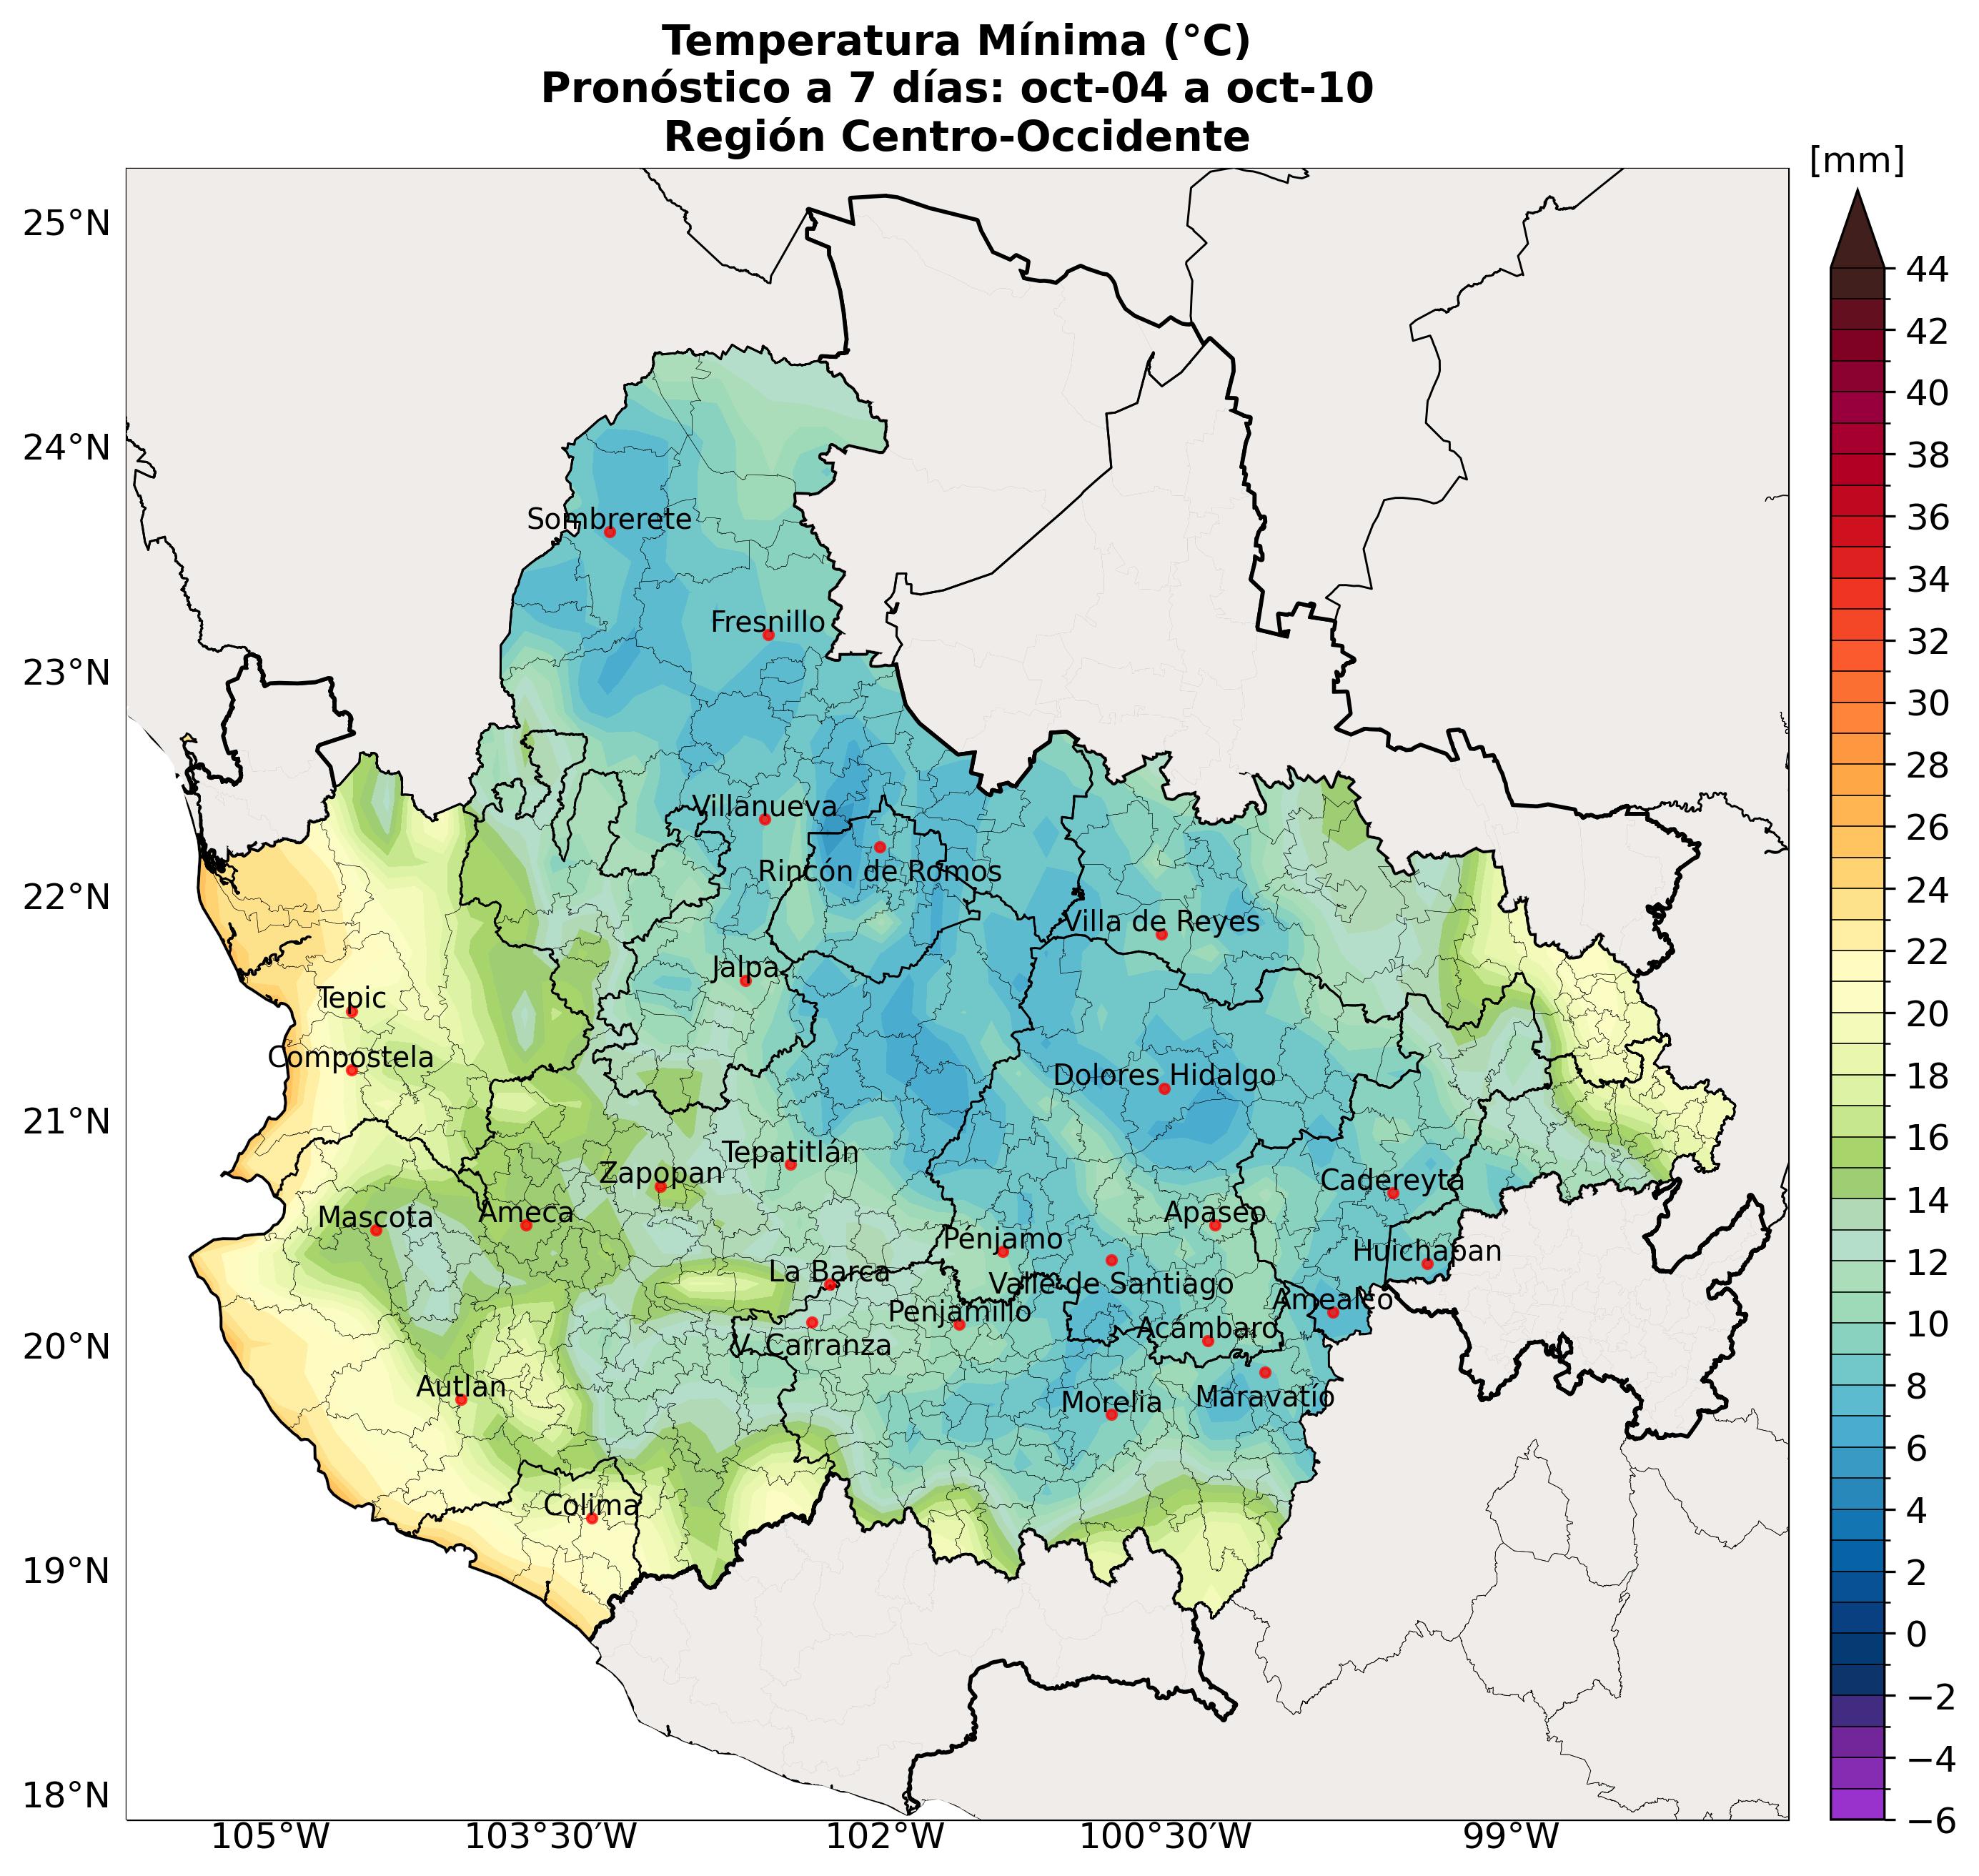 Temperatura Mínima (°C)
Pronóstico a 7 días: oct-04 a oct-10
Región Centro-Occidente
[mm]
25°N
24°N
23°N
22°N
21°N
20°N
19°N
18°N
105°W
103°30′W
102°W
100°30′W
99°W
44
42
40
38
36
34
32
30
28
26
24
22
20
18
16
14
12
10
8
6
4
2
0
−2
−4
−6
Sombrerete
Fresnillo
Villanueva
Rincón de Romos
Villa de Reyes
Jalpa
Tepic
Compostela
Dolores Hidalgo
Tepatitlán
Zapopan
Cadereyta
Mascota
Ameca
Apaseo
Pénjamo
Huichapan
La Barca
Valle de Santiago
Amealco
Penjamillo
Acámbaro
V. Carranza
Autlan
Morelia
Maravatío
Colima